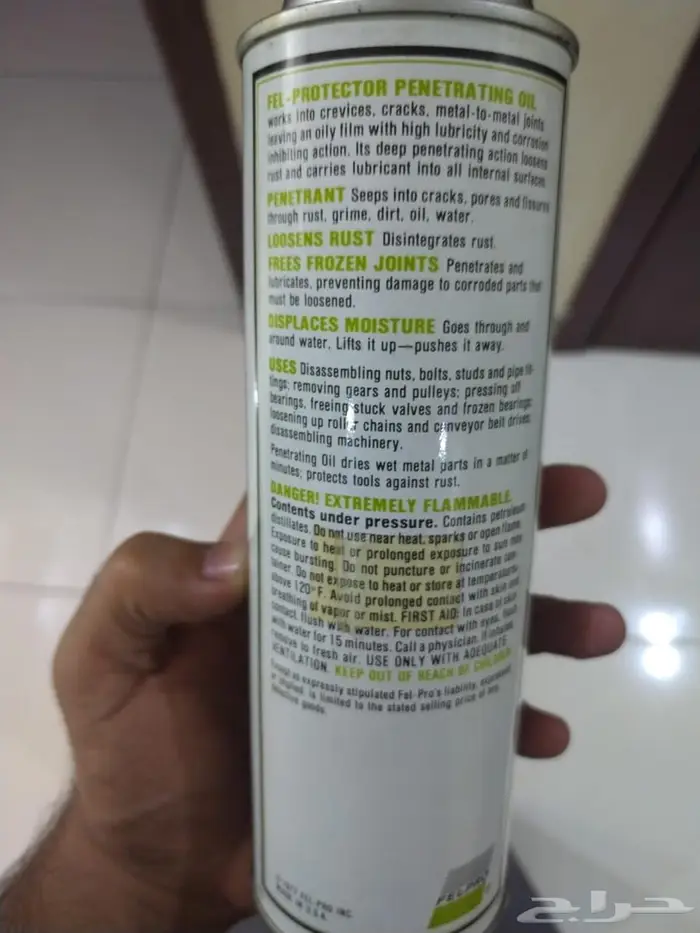 FEL-PROTECTOR PENETRATING OIL
works into crevices, cracks, metal-to-metal joints
leaving an oily film with high lubricity and corrosion
inhibiting action. Its deep penetrating action loosens
rust and carries lubricant into all internal surfaces
PENETRANT Seeps into cracks, pores and fissures
through rust, grime, dirt, oil, water.
LOOSENS RUST Disintegrates rust.
FREES FROZEN JOINTS Penetrates and
lubricates, preventing damage to corroded parts that
must be loosened.
DISPLACES MOISTURE Goes through and
around water. Lifts it up—pushes it away.
USES Disassembling nuts, bolts, studs and pipe fit-
tings; removing gears and pulleys; pressing off
bearings, freeing stuck valves and frozen bearings;
loosening up roller chains and conveyor belt drives;
disassembling machinery.
Penetrating Oil dries wet metal parts in a matter of
minutes; protects tools against rust.
DANGER! EXTREMELY FLAMMABLE.
Contents under pressure. Contains petroleum
distillates. Do not use near heat, sparks or open flame.
Exposure to heat or prolonged exposure to sun may
cause bursting. Do not puncture or incinerate con-
tainer. Do not expose to heat or store at temperatures
above 120°F. Avoid prolonged contact with skin and
breathing of vapor or mist. FIRST AID: In case of skin
contact, flush with water. For contact with eyes, flush
with water for 15 minutes. Call a physician. If inhaled,
remove to fresh air. USE ONLY WITH ADEQUATE
VENTILATION. KEEP OUT OF REACH OF CHILDREN
Except as expressly stipulated Fel-Pro's liability, expressed
or implied, is limited to the stated selling price of any
defective goods.
© 1977 FEL-PRO INC.
MADE IN U.S.A.
FEL-PRO
حراج